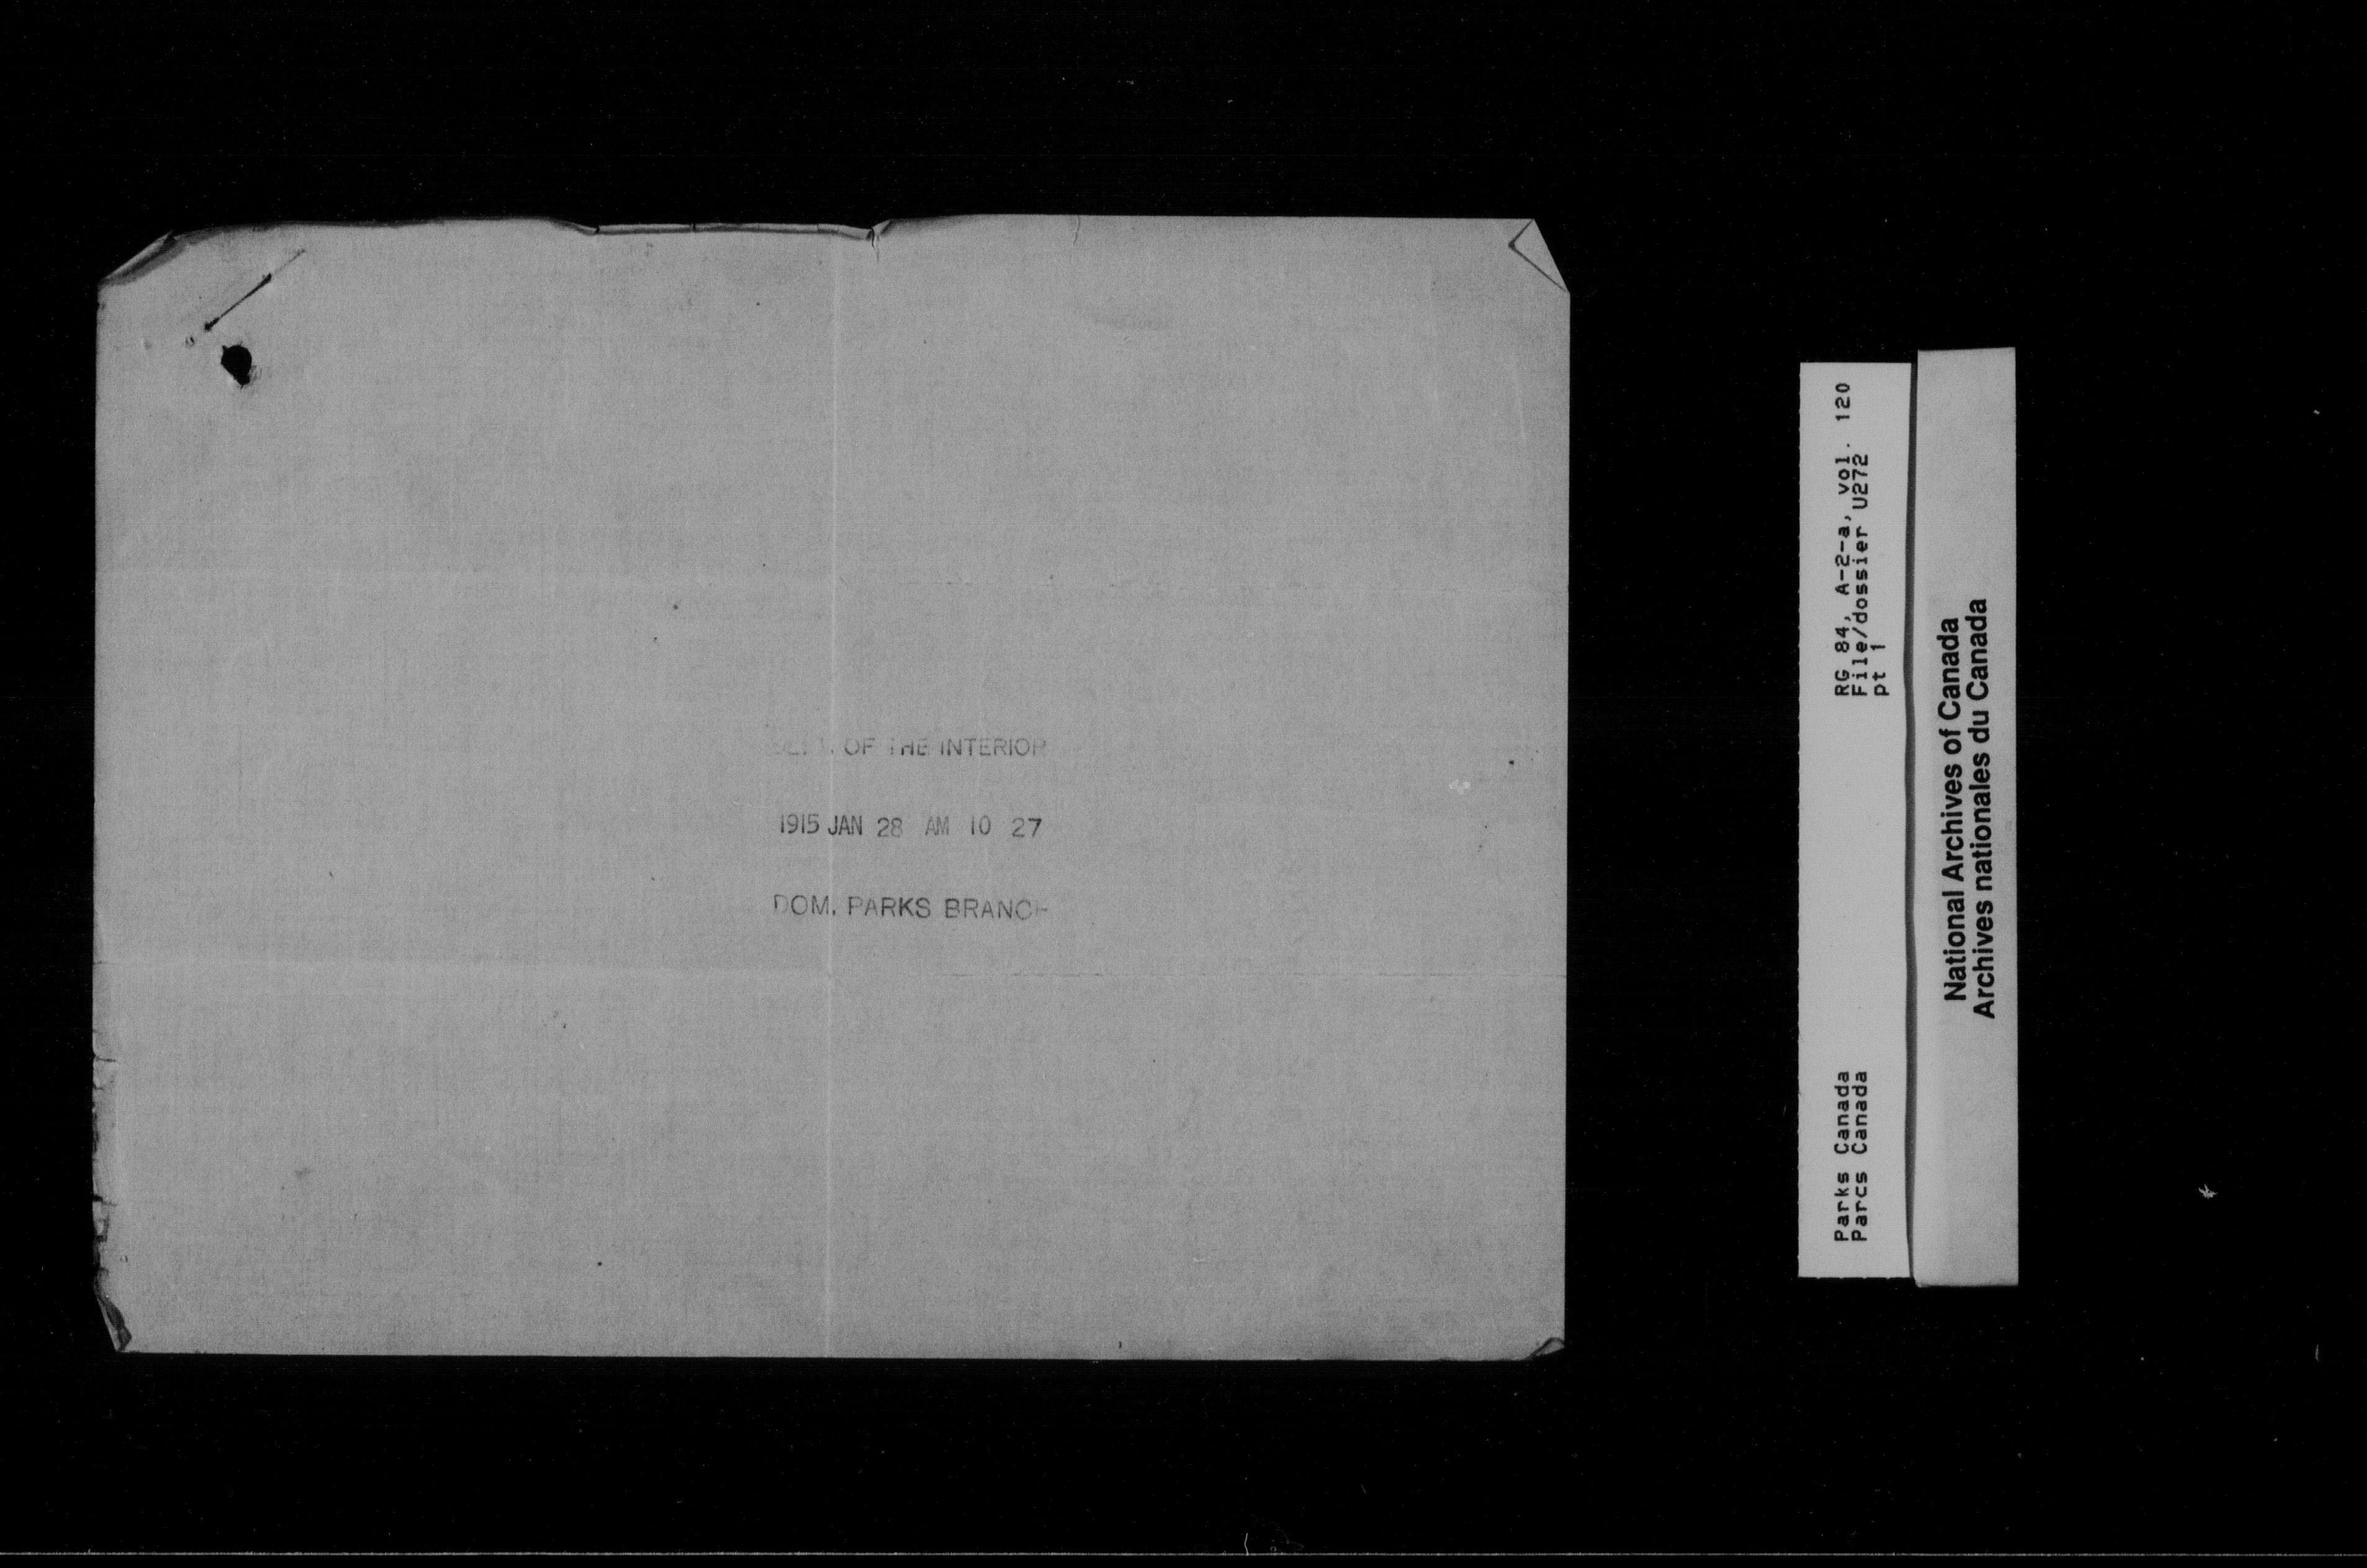 DEPT. OF THE INTERIOR
1915 JAN 28 AM 10 27
DOM. PARKS BRANCH
Parks Canada
Parcs Canada
RG 84, A-2-a, vol. 120
File/dossier U272
pt 1
National Archives of Canada
Archives nationales du Canada